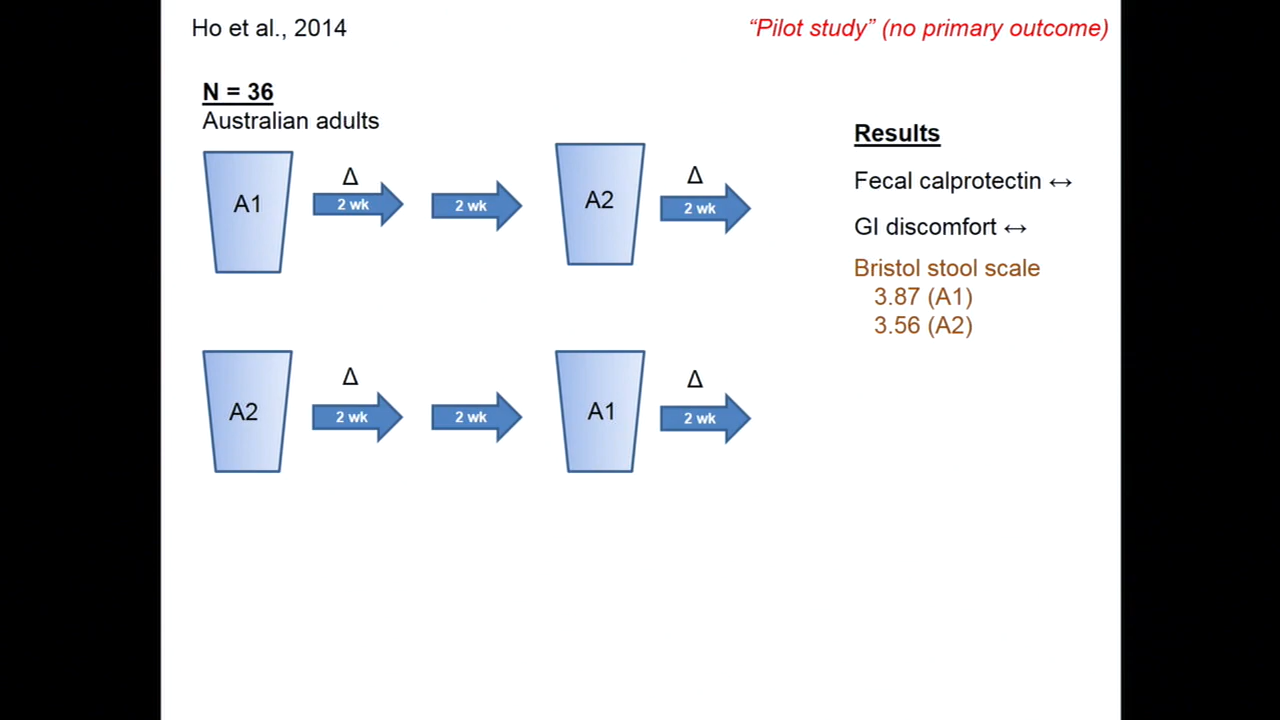 Ho et al., 2014
“Pilot study” (no primary outcome)
N = 36
Australian adults
A1
Δ
2 wk
2 wk
A2
Δ
2 wk
A2
Δ
2 wk
2 wk
A1
Δ
2 wk
Results
Fecal calprotectin ↔
GI discomfort ↔
Bristol stool scale
3.87 (A1)
3.56 (A2)